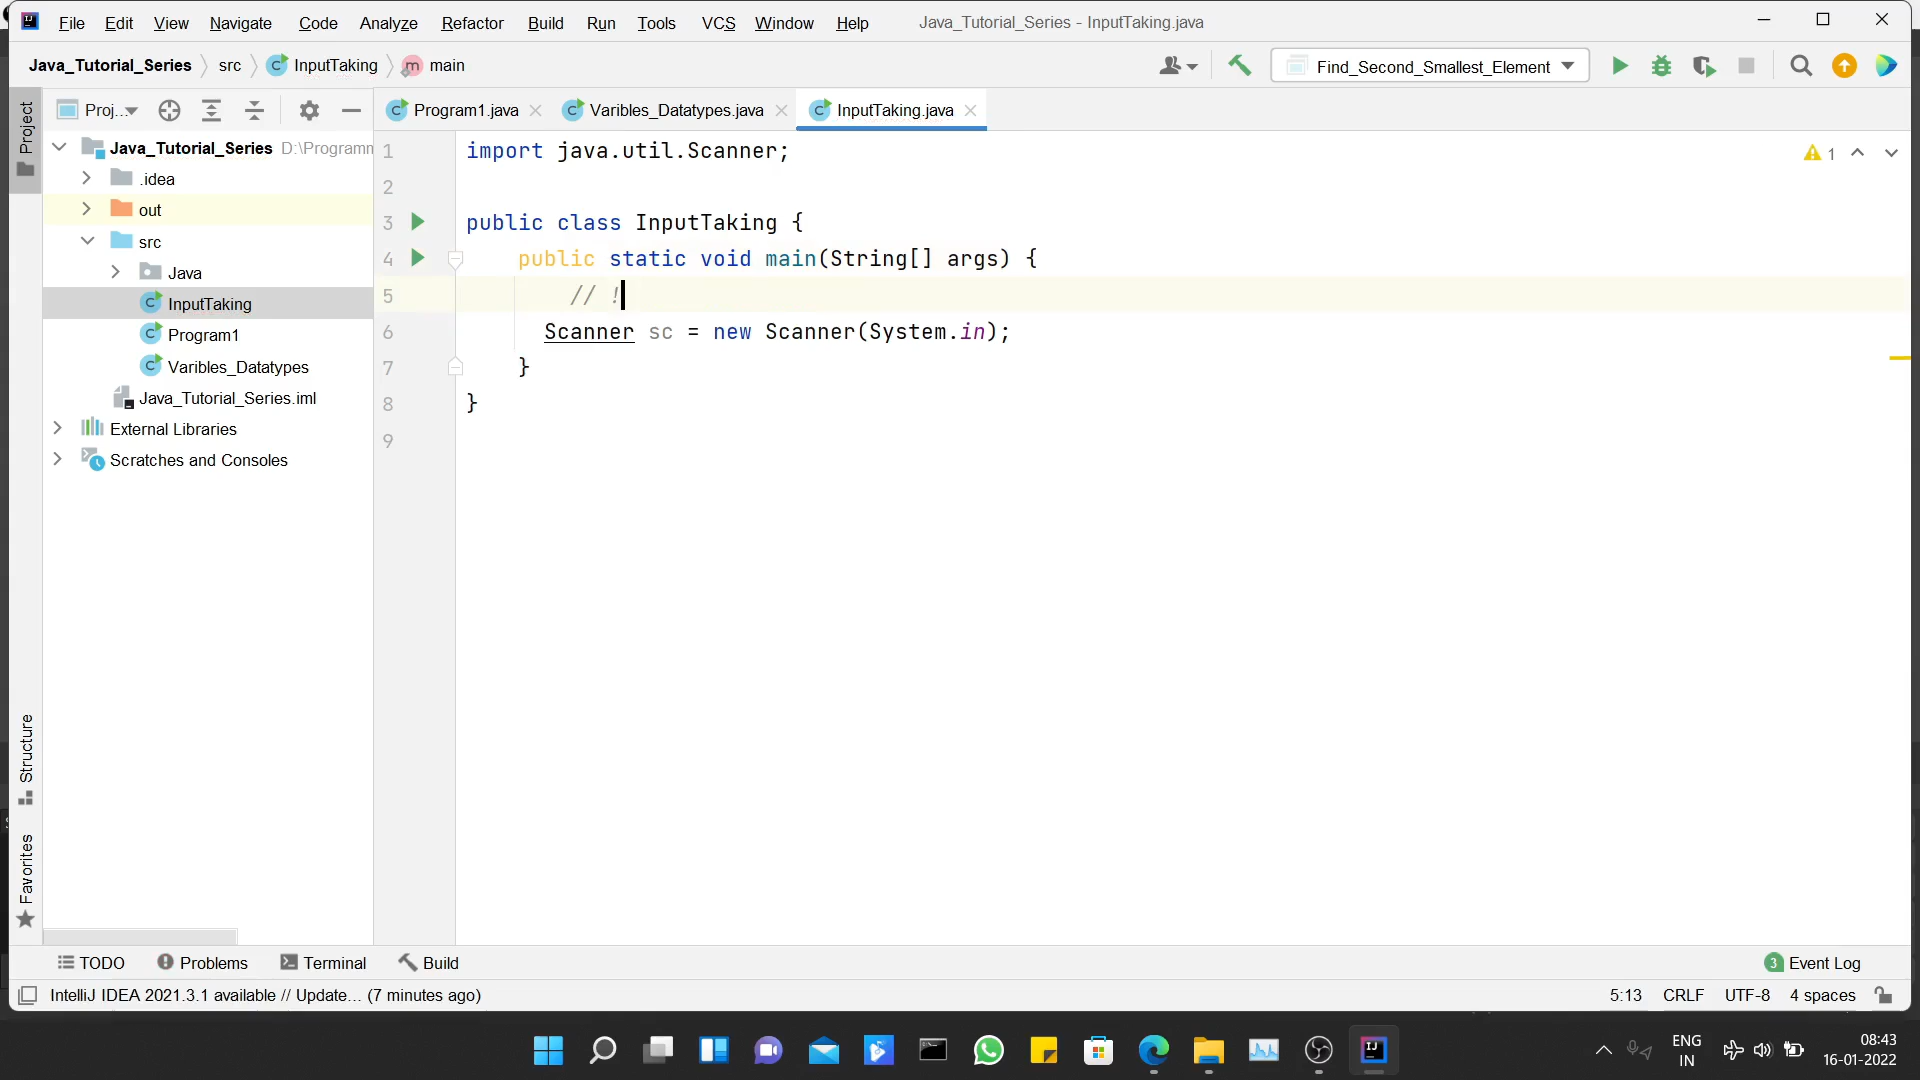 File Edit View Navigate Code Analyze Refactor Build Run Tools VCS Window Help Java_Tutorial_Series - InputTaking.java
Java_Tutorial_Series src InputTaking main Find_Second_Smallest_Element
Proj... Program1.java Varibles_Datatypes.java InputTaking.java
Project
Java_Tutorial_Series D:\Programm
.idea
out
src
Java
InputTaking
Program1
Varibles_Datatypes
Java_Tutorial_Series.iml
External Libraries
Scratches and Consoles
Structure
Favorites
1 import java.util.Scanner;
2
3 public class InputTaking {
4 public static void main(String[] args) {
5 // !
6 Scanner sc = new Scanner(System.in);
7 }
8 }
9
1
TODO Problems Terminal Build 3 Event Log
IntelliJ IDEA 2021.3.1 available // Update... (7 minutes ago) 5:13 CRLF UTF-8 4 spaces
ENG
IN
08:43
16-01-2022